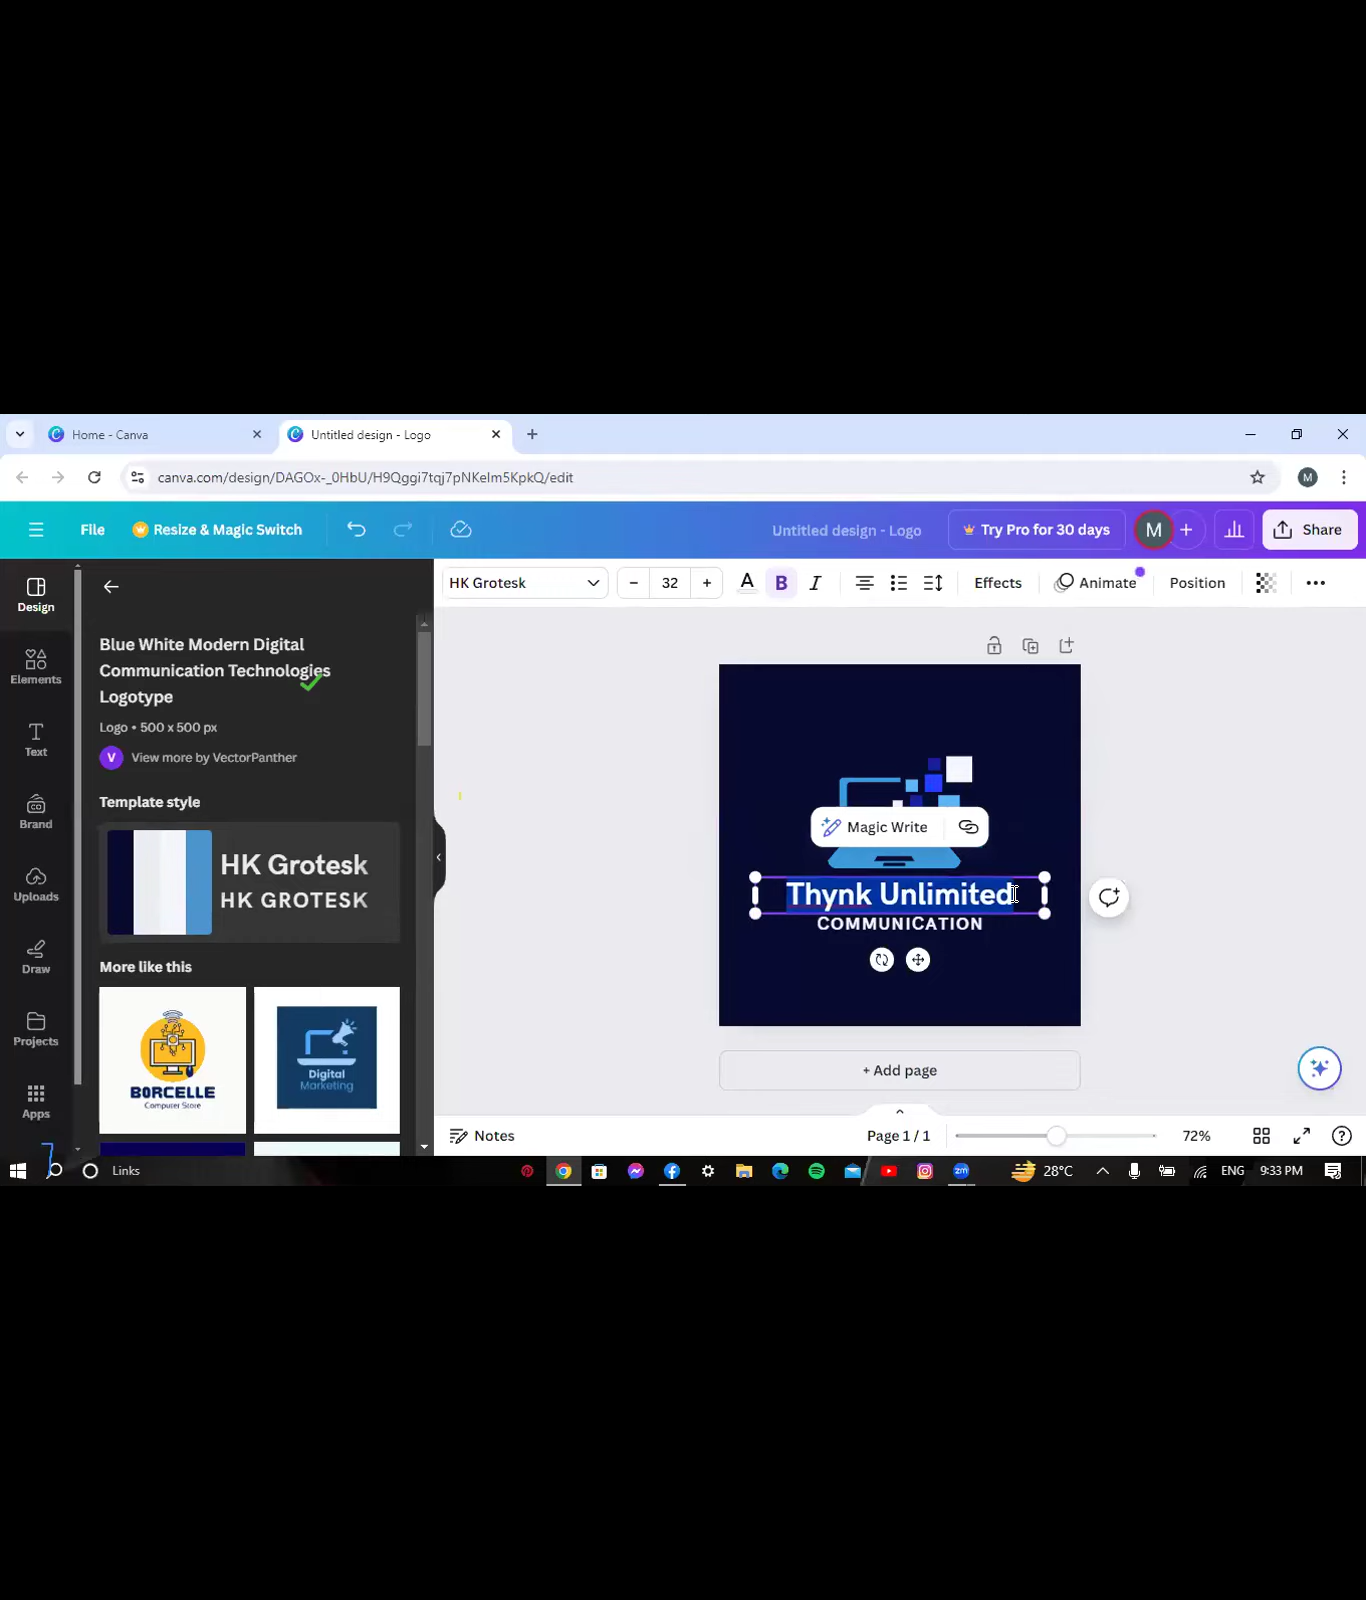 Home - Canva
Untitled design - Logo
canva.com/design/DAGOx-_0HbU/H9Qggi7tqj7pNKelm5KpkQ/edit
M
File
Resize & Magic Switch
Untitled design - Logo
Try Pro for 30 days
M
Share
Design
Elements
Text
Brand
Uploads
Draw
Projects
Apps
HK Grotesk
32
A
B
I
Effects
Animate
Position
Blue White Modern Digital
Communication Technologies
Logotype
Logo • 500 x 500 px
V
View more by VectorPanther
Template style
HK Grotesk
HK GROTESK
More like this
BORCELLE
Computer Store
Digital
Marketing
Magic Write
Thynk Unlimited
COMMUNICATION
+ Add page
Notes
Page 1 / 1
72%
Links
zm
28°C
ENG
9:33 PM